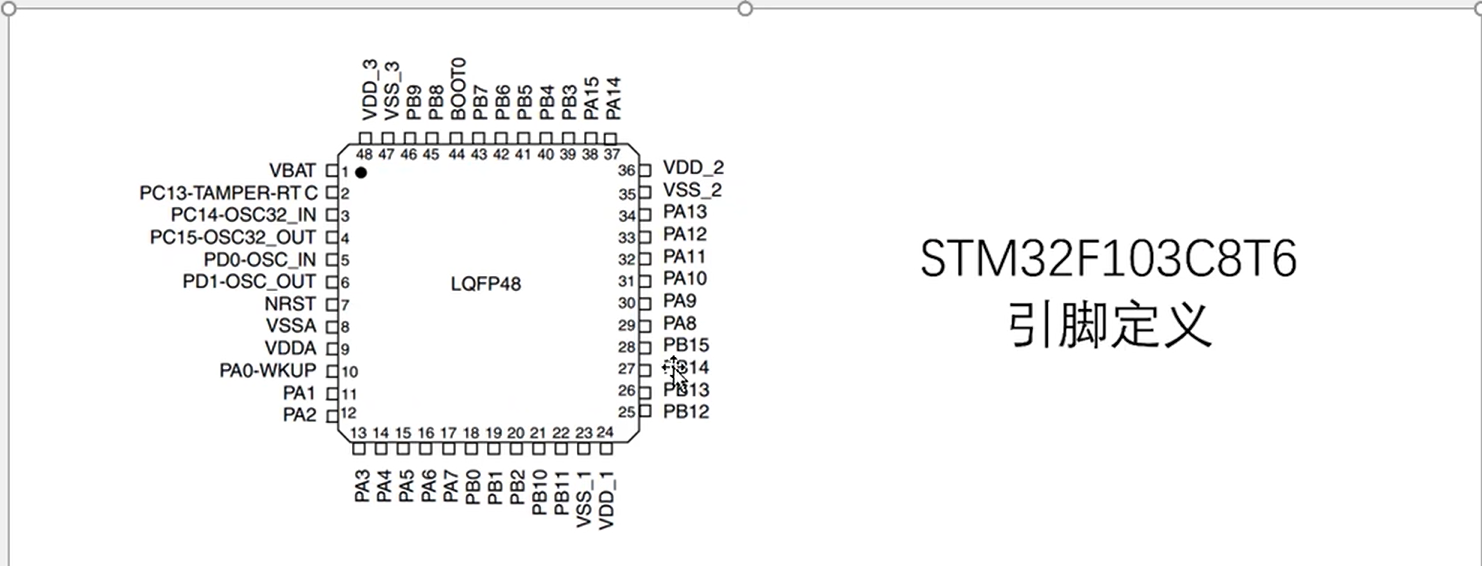 VDD_3
VSS_3
PB9
PB8
BOOT0
PB7
PB6
PB5
PB4
PB3
PA15
PA14
48 47 46 45 44 43 42 41 40 39 38 37
VBAT 1
PC13-TAMPER-RTC 2
PC14-OSC32_IN 3
PC15-OSC32_OUT 4
PD0-OSC_IN 5
PD1-OSC_OUT 6
NRST 7
VSSA 8
VDDA 9
PA0-WKUP 10
PA1 11
PA2 12
LQFP48
36 VDD_2
35 VSS_2
34 PA13
33 PA12
32 PA11
31 PA10
30 PA9
29 PA8
28 PB15
27 PB14
26 PB13
25 PB12
13 14 15 16 17 18 19 20 21 22 23 24
PA3
PA4
PA5
PA6
PA7
PB0
PB1
PB2
PB10
PB11
VSS_1
VDD_1
STM32F103C8T6
引脚定义